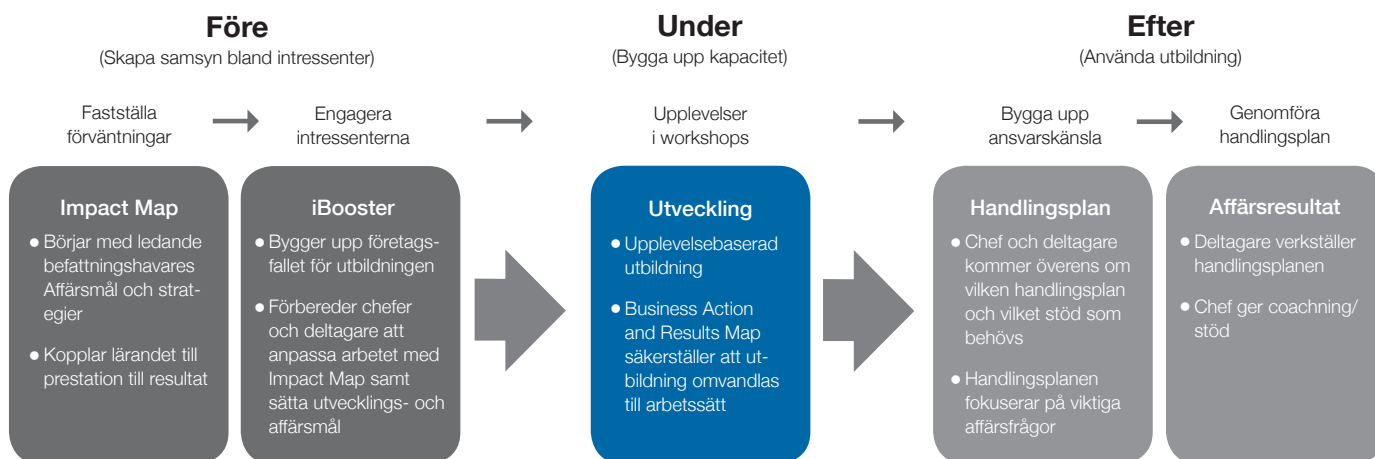 Före
(Skapa samsyn bland intressenter)
Under
(Bygga upp kapacitet)
Efter
(Använda utbildning)
Fastställa
förväntningar
Engagera
intressenterna
Upplevelser
i workshops
Bygga upp
ansvarskänsla
Genomföra
handlingsplan
Impact Map
● Börjar med ledande
befattningshavares
Affärsmål och strat-
egier
● Kopplar lärandet till
prestation till resultat
iBooster
● Bygger upp företags-
fallet för utbildningen
● Förbereder chefer
och deltagare att
anpassa arbetet med
Impact Map samt
sätta utvecklings- och
affärsmål
Utveckling
● Upplevelsebaserad
utbildning
● Business Action
and Results Map
säkerställer att ut-
bildning omvandlas
till arbetssätt
Handlingsplan
● Chef och deltagare
kommer överens om
vilken handlingsplan
och vilket stöd som
behövs
● Handlingsplanen
fokuserar på viktiga
affärsfrågor
Affärsresultat
● Deltagare verkställer
handlingsplanen
● Chef ger coachning/
stöd